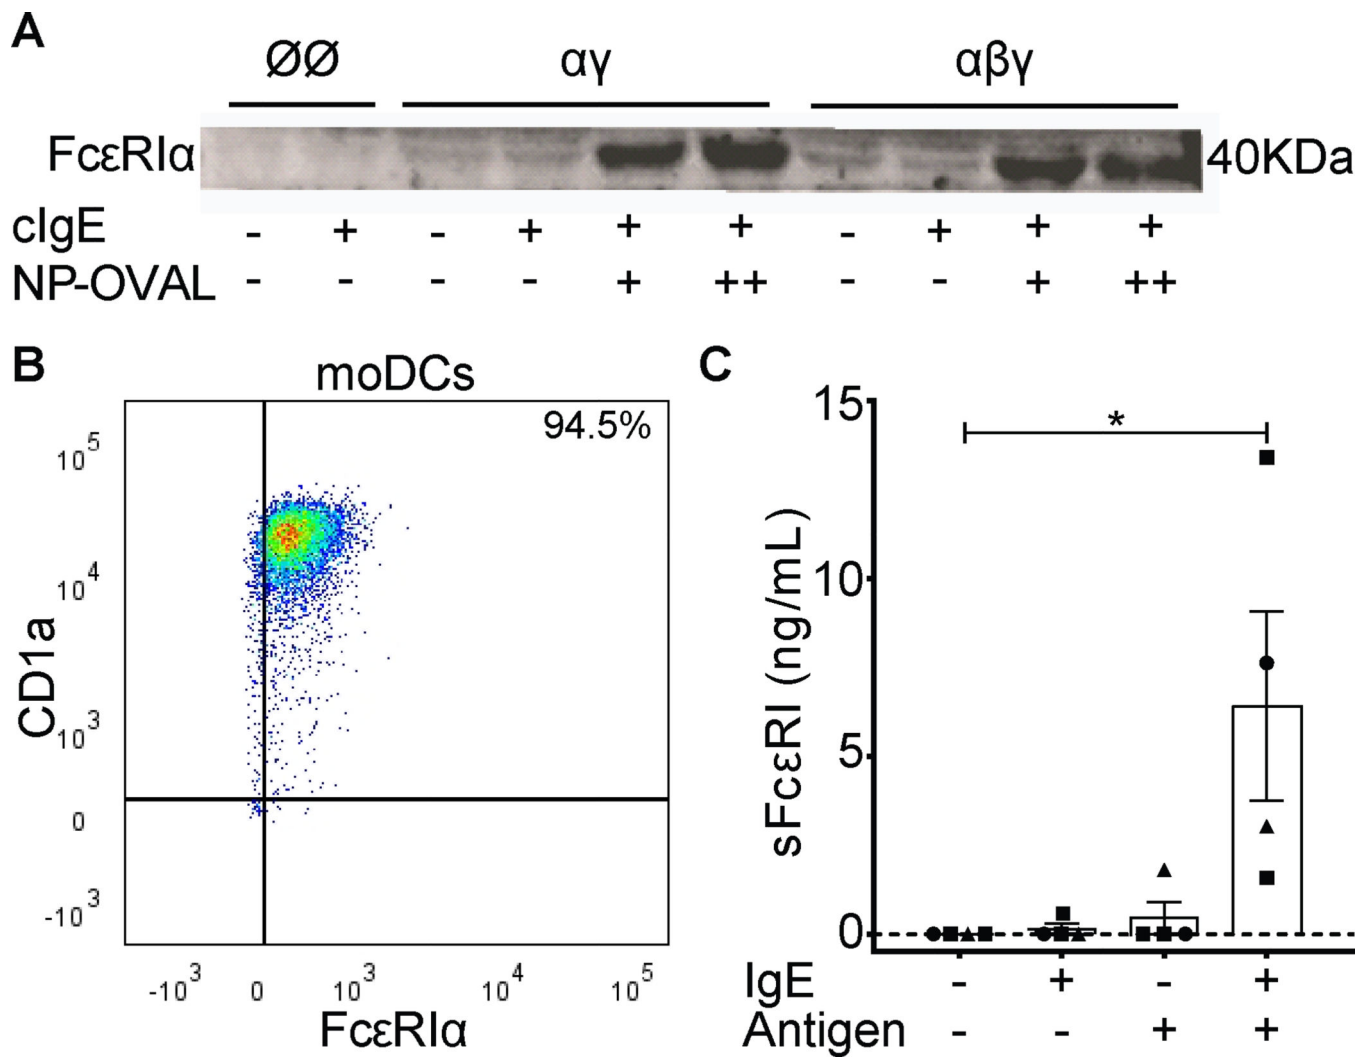 A
ØØ αγ αβγ
FcεRIα 40KDa
cIgE - + - + + + - + + +
NP-OVAL - - - - + ++ - - + ++
B
moDCs
94.5%
10^5
10^4
10^3
0
-10^3
CD1a
-10^3 0 10^3 10^4 10^5
FcεRIα
C
*
15
10
5
0
sFcεRI (ng/mL)
IgE - + - +
Antigen - - + +